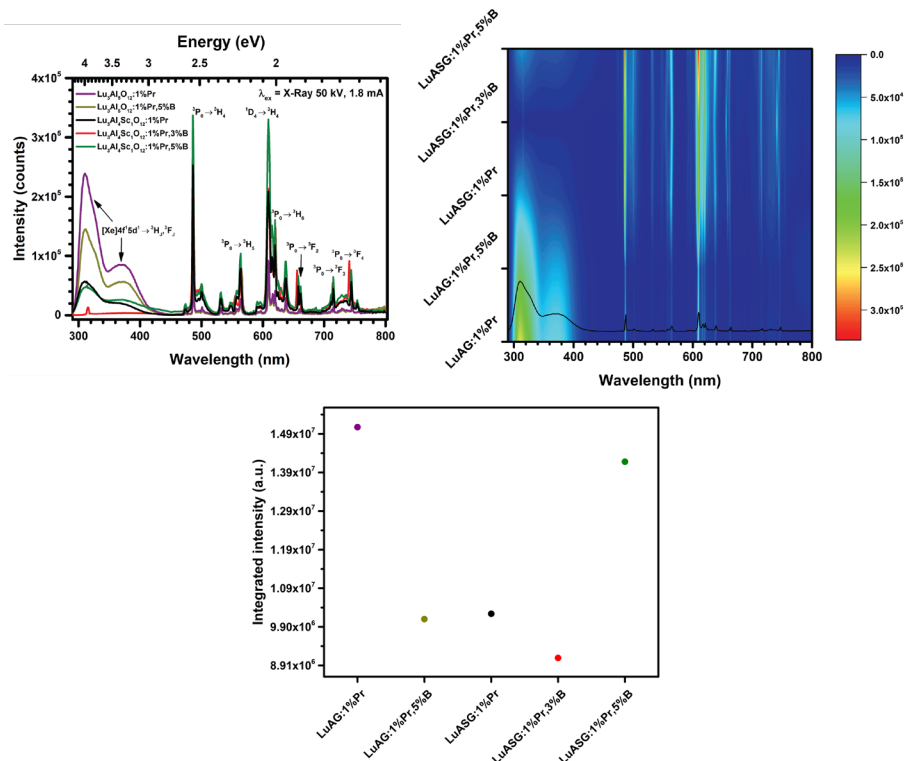 Energy (eV)
4 3.5 3 2.5 2
4x10⁵
3x10⁵
2x10⁵
1x10⁵
0
Intensity (counts)
Lu₃Al₅O₁₂:1%Pr
Lu₃Al₅O₁₂:1%Pr,5%B
Lu₃Al₄Sc₁O₁₂:1%Pr
Lu₃Al₄Sc₁O₁₂:1%Pr,3%B
Lu₃Al₄Sc₁O₁₂:1%Pr,5%B
λex = X-Ray 50 kV, 1.8 mA
³P₀→³H₄
¹D₂→³H₄
[Xe]4f¹5d¹→³HJ,³FJ
³P₀→³H₅
³P₀→³H₆
³P₀→³F₂
³P₀→³F₃
³P₀→³F₄
300 400 500 600 700 800
Wavelength (nm)
LuASG:1%Pr,5%B
LuASG:1%Pr,3%B
LuASG:1%Pr
LuAG:1%Pr,5%B
LuAG:1%Pr
300 400 500 600 700 800
Wavelength (nm)
0.0
5.0x10⁴
1.0x10⁵
1.5x10⁵
2.0x10⁵
2.5x10⁵
3.0x10⁵
Integrated intensity (a.u.)
1.49x10⁷
1.39x10⁷
1.29x10⁷
1.19x10⁷
1.09x10⁷
9.90x10⁶
8.91x10⁶
LuAG:1%Pr
LuAG:1%Pr,5%B
LuASG:1%Pr
LuASG:1%Pr,3%B
LuASG:1%Pr,5%B